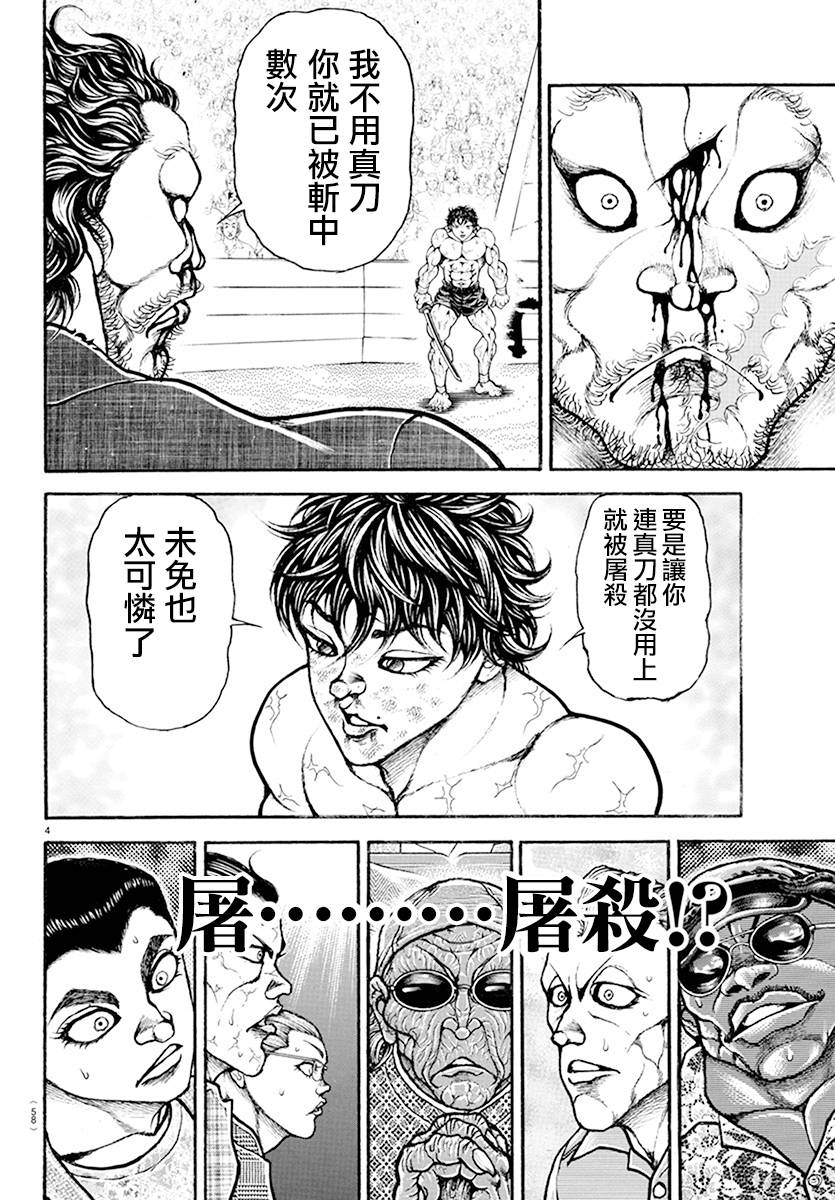 我不用真刀
你就已被斬中
數次
要是讓你
連真刀都沒用上
就被屠殺
未免也
太可憐了
4
屠………屠殺!?
（58）